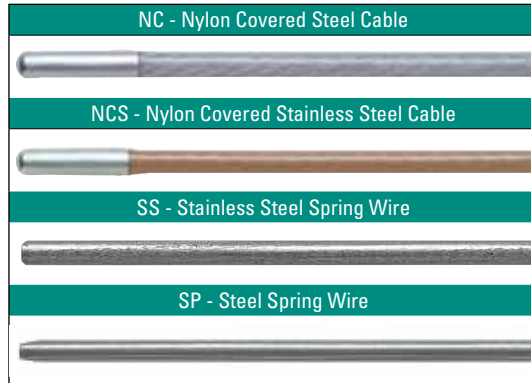 NC - Nylon Covered Steel Cable
NCS - Nylon Covered Stainless Steel Cable
SS - Stainless Steel Spring Wire
SP - Steel Spring Wire